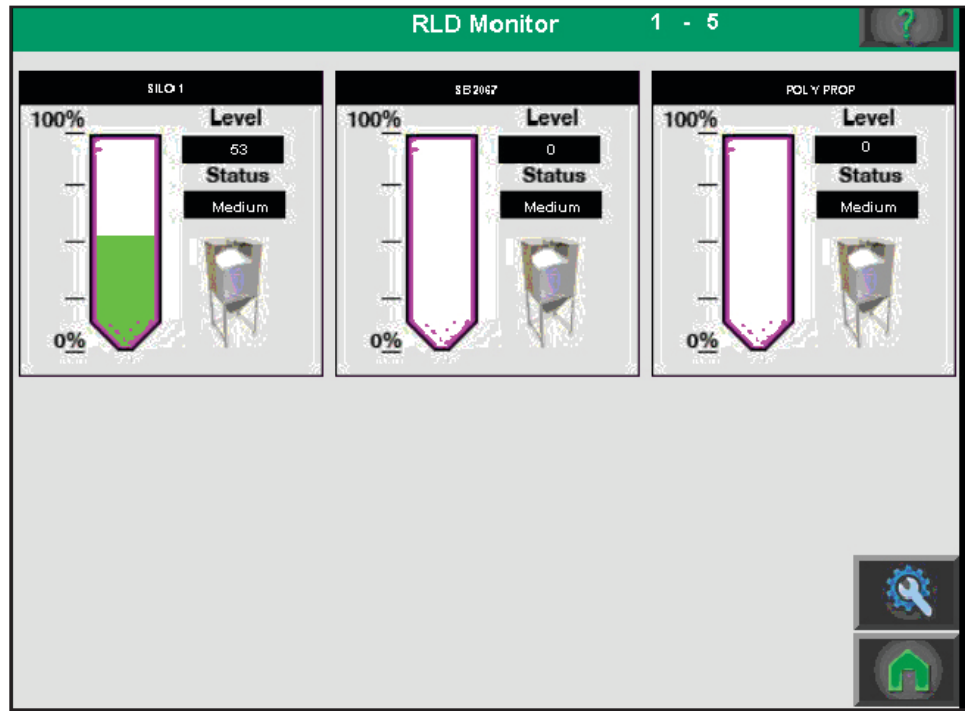 RLD Monitor 1 - 5
?
SILO 1
100%
Level
53
Status
Medium
0%
SB2067
100%
Level
0
Status
Medium
0%
POLY PROP
100%
Level
0
Status
Medium
0%